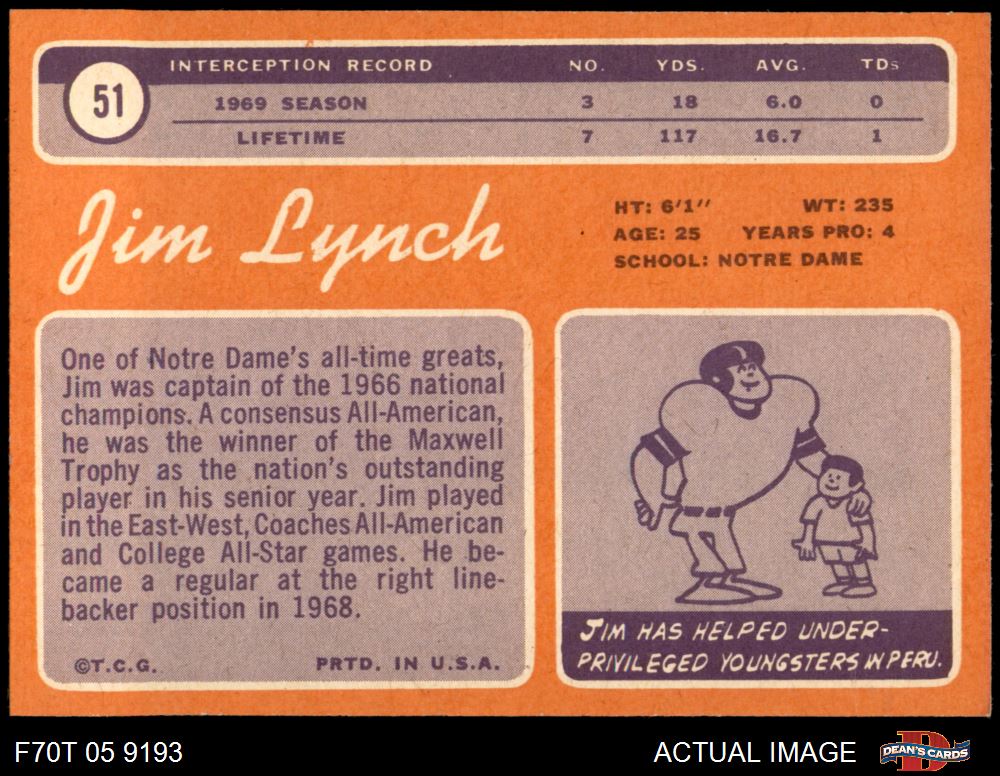 51
INTERCEPTION RECORD NO. YDS. AVG. TDs
1969 SEASON 3 18 6.0 0
LIFETIME 7 117 16.7 1
Jim Lynch
HT: 6'1'' WT: 235
AGE: 25 YEARS PRO: 4
SCHOOL: NOTRE DAME
One of Notre Dame's all-time greats,
Jim was captain of the 1966 national
champions. A consensus All-American,
he was the winner of the Maxwell
Trophy as the nation's outstanding
player in his senior year. Jim played
in the East-West, Coaches All-American
and College All-Star games. He be-
came a regular at the right line-
backer position in 1968.
©T.C.G. PRTD. IN U.S.A.
JIM HAS HELPED UNDER-
PRIVILEGED YOUNGSTERS IN PERU.
F70T 05 9193 ACTUAL IMAGE DEAN'S CARDS